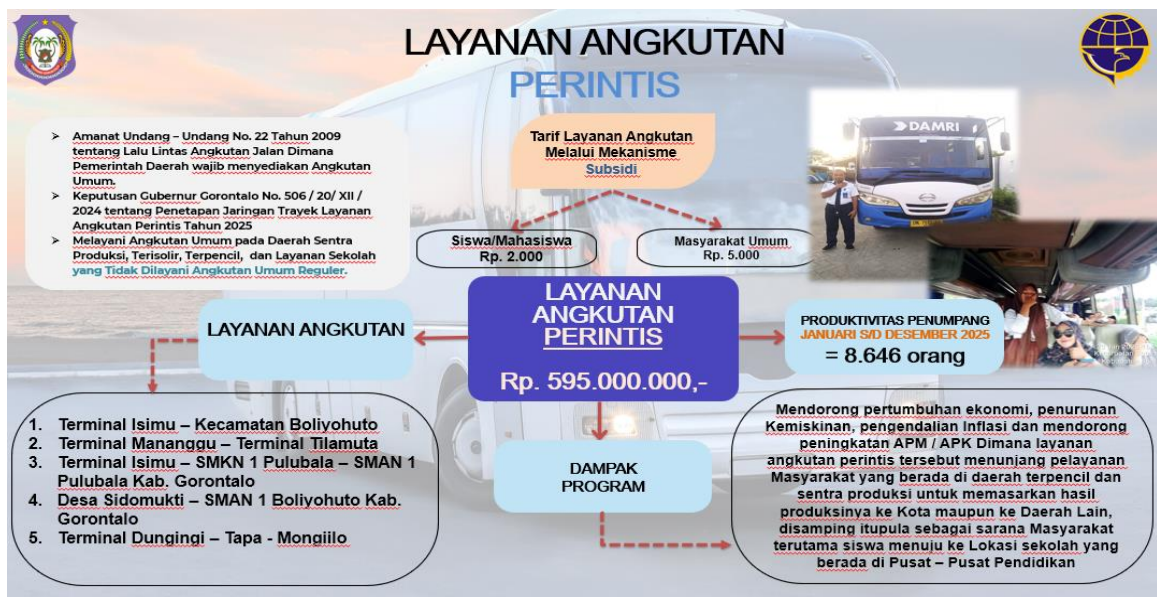 LAYANAN ANGKUTAN
PERINTIS
➢ Amanat Undang – Undang No. 22 Tahun 2009
tentang Lalu Lintas Angkutan Jalan Dimana
Pemerintah Daerah wajib menyediakan Angkutan
Umum.
➢ Keputusan Gubernur Gorontalo No. 506 / 20/ XII /
2024 tentang Penetapan Jaringan Trayek Layanan
Angkutan Perintis Tahun 2025
➢ Melayani Angkutan Umum pada Daerah Sentra
Produksi, Terisolir, Terpencil, dan Layanan Sekolah
yang Tidak Dilayani Angkutan Umum Reguler.
Tarif Layanan Angkutan
Melalui Mekanisme
Subsidi
Siswa/Mahasiswa
Rp. 2.000
Masyarakat Umum
Rp. 5.000
DAMRI
LAYANAN ANGKUTAN
LAYANAN
ANGKUTAN
PERINTIS
Rp. 595.000.000,-
PRODUKTIVITAS PENUMPANG
JANUARI S/D DESEMBER 2025
= 8.646 orang
1. Terminal Isimu – Kecamatan Boliyohuto
2. Terminal Mananggu – Terminal Tilamuta
3. Terminal Isimu – SMKN 1 Pulubala – SMAN 1
Pulubala Kab. Gorontalo
4. Desa Sidomukti – SMAN 1 Boliyohuto Kab.
Gorontalo
5. Terminal Dungingi – Tapa - Mongiilo
DAMPAK
PROGRAM
Mendorong pertumbuhan ekonomi, penurunan
Kemiskinan, pengendalian Inflasi dan mendorong
peningkatan APM / APK Dimana layanan
angkutan perintis tersebut menunjang pelayanan
Masyarakat yang berada di daerah terpencil dan
sentra produksi untuk memasarkan hasil
produksinya ke Kota maupun ke Daerah Lain,
disamping itupula sebagai sarana Masyarakat
terutama siswa menuju ke Lokasi sekolah yang
berada di Pusat – Pusat Pendidikan